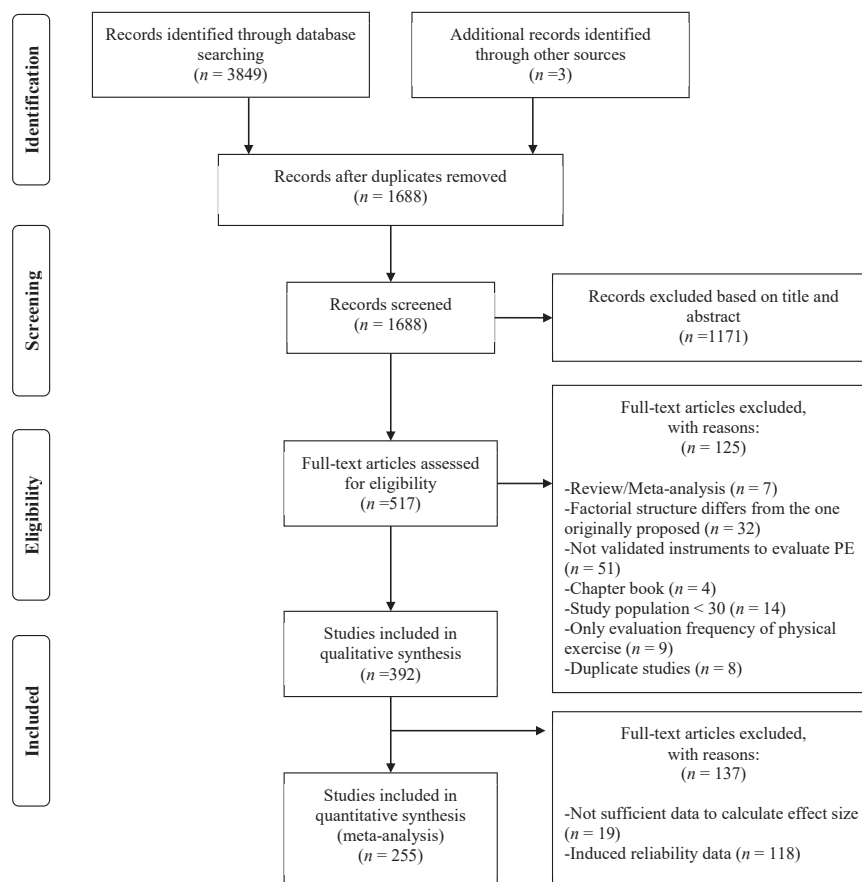 Identification
Records identified through database
searching
(n = 3849)
Additional records identified
through other sources
(n =3)
Records after duplicates removed
(n = 1688)
Screening
Records screened
(n = 1688)
Records excluded based on title and
abstract
(n =1171)
Eligibility
Full-text articles assessed
for eligibility
(n =517)
Full-text articles excluded,
with reasons:
(n = 125)
-Review/Meta-analysis (n = 7)
-Factorial structure differs from the one
originally proposed (n = 32)
-Not validated instruments to evaluate PE
(n = 51)
-Chapter book (n = 4)
-Study population < 30 (n = 14)
-Only evaluation frequency of physical
exercise (n = 9)
-Duplicate studies (n = 8)
Included
Studies included in
qualitative synthesis
(n =392)
Full-text articles excluded,
with reasons:
(n = 137)
-Not sufficient data to calculate effect size
(n = 19)
-Induced reliability data (n = 118)
Studies included in
quantitative synthesis
(meta-analysis)
(n = 255)